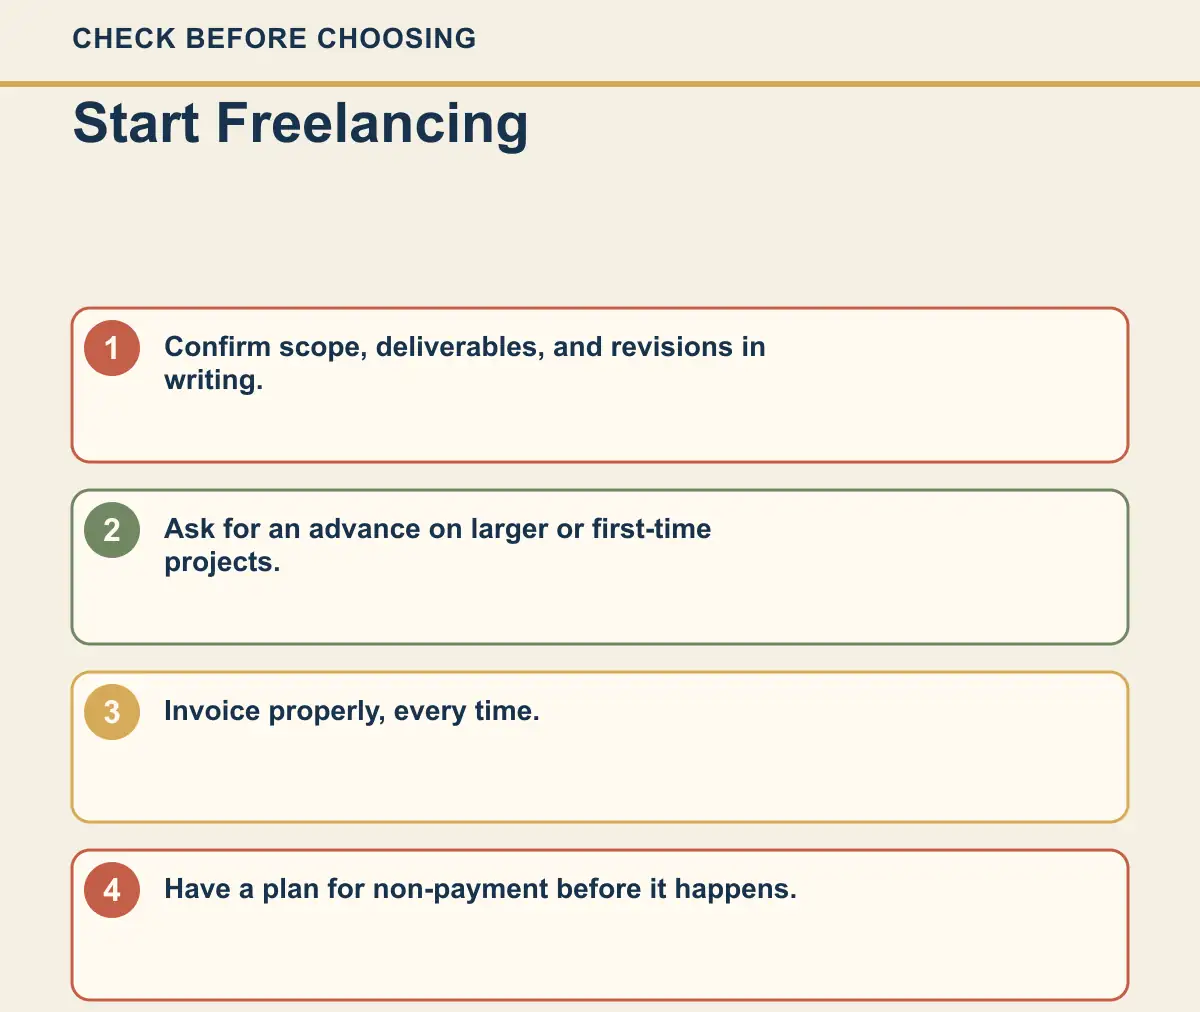 CHECK BEFORE CHOOSING
Start Freelancing
1
Confirm scope, deliverables, and revisions in
writing.
2
Ask for an advance on larger or first-time
projects.
3
Invoice properly, every time.
4
Have a plan for non-payment before it happens.